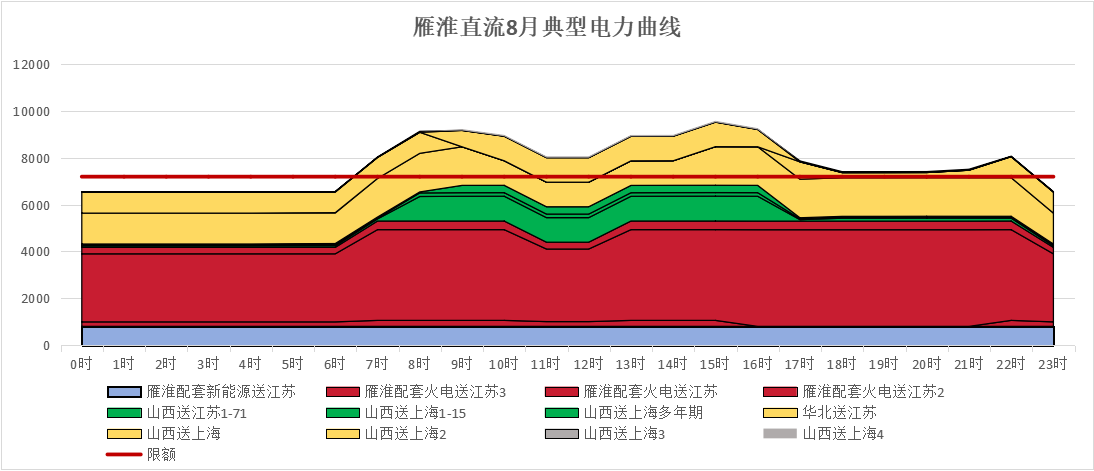 雁淮直流8月典型电力曲线
12000
10000
8000
6000
4000
2000
0
0时 1时 2时 3时 4时 5时 6时 7时 8时 9时 10时 11时 12时 13时 14时 15时 16时 17时 18时 19时 20时 21时 22时 23时
雁淮配套新能源送江苏 雁淮配套火电送江苏3 雁淮配套火电送江苏 雁淮配套火电送江苏2
山西送江苏1-71 山西送上海1-15 山西送上海多年期 华北送江苏
山西送上海 山西送上海2 山西送上海3 山西送上海4
限额